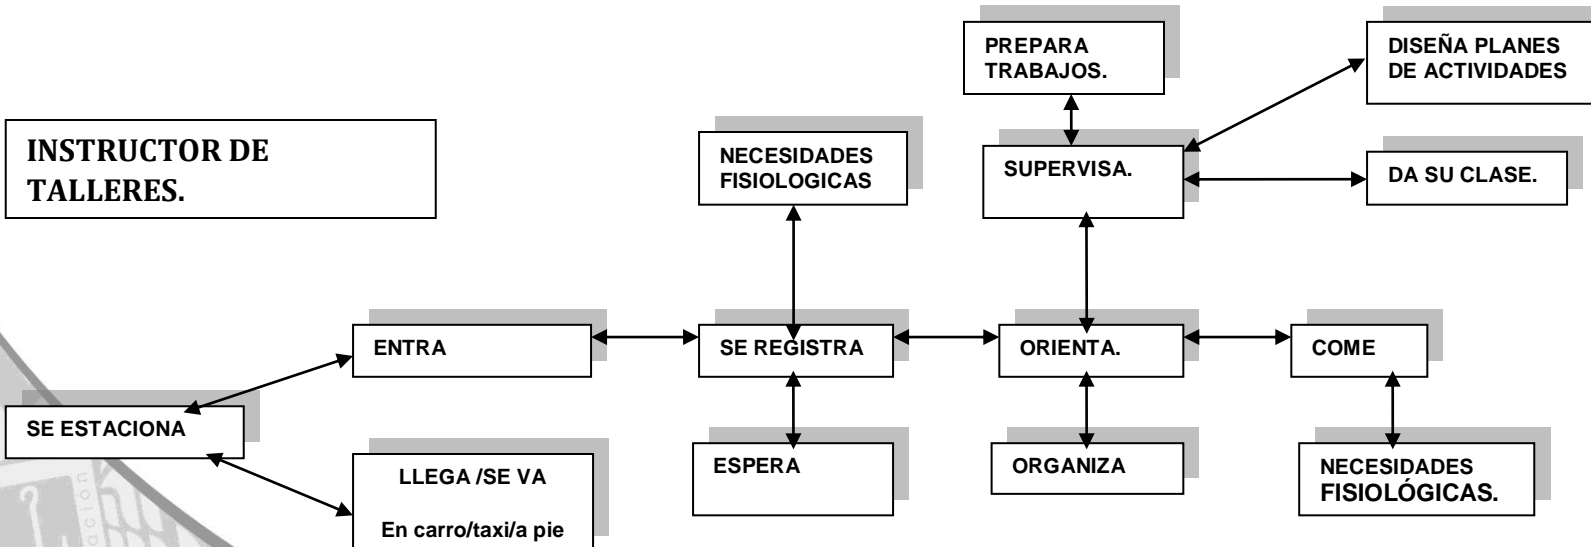 PREPARA
TRABAJOS.
DISEÑA PLANES
DE ACTIVIDADES
INSTRUCTOR DE
TALLERES.
NECESIDADES
FISIOLOGICAS
SUPERVISA.
DA SU CLASE.
ENTRA
SE REGISTRA
ORIENTA.
COME
SE ESTACIONA
LLEGA /SE VA
En carro/taxi/a pie
ESPERA
ORGANIZA
NECESIDADES
FISIOLÓGICAS.